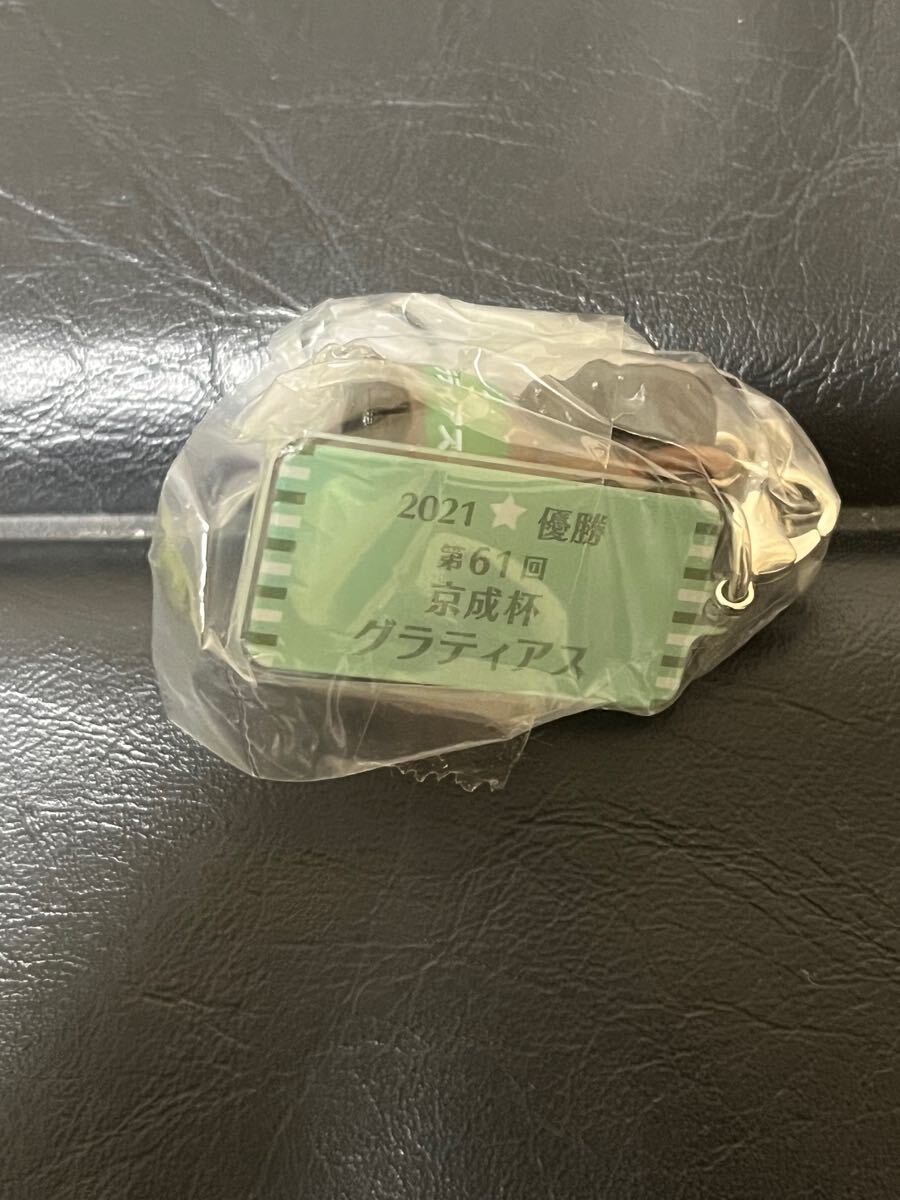 2021 ★ 優勝
第61回
京成杯
グラティアス